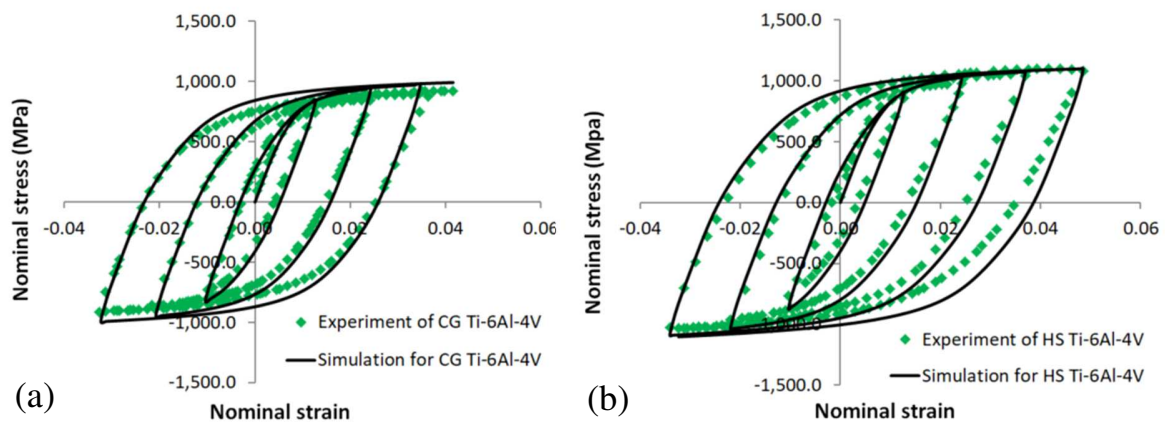 1,500.0
1,000.0
500.0
0.0
-500.0
-1,000.0
-1,500.0
-0.04
-0.02
0.00
0.02
0.04
0.06
Nominal stress (MPa)
Nominal strain
Experiment of CG Ti-6Al-4V
Simulation for CG Ti-6Al-4V
(a)
1,500.0
1,000.0
500.0
0.0
-500.0
-1,000.0
-1,500.0
-0.04
-0.02
0.00
0.02
0.04
0.06
Nominal stress (Mpa)
Nominal strain
Experiment of HS Ti-6Al-4V
Simulation for HS Ti-6Al-4V
(b)